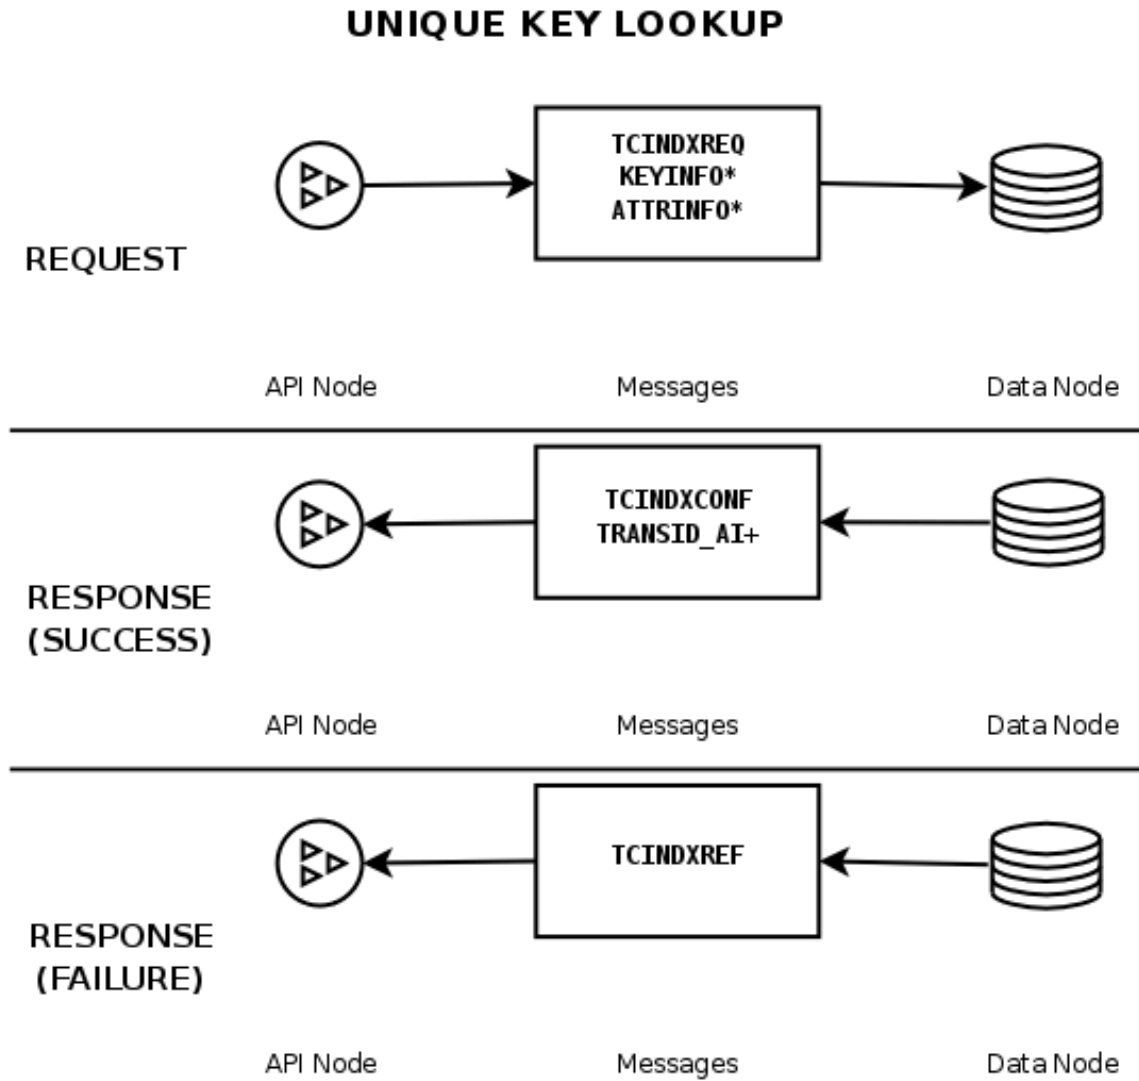 UNIQUE KEY LOOKUP
TCINDXREQ
KEYINFO*
ATTRINFO*
REQUEST
API Node
Messages
Data Node
TCINDXCONF
TRANSID_AI+
RESPONSE
(SUCCESS)
API Node
Messages
Data Node
TCINDXREF
RESPONSE
(FAILURE)
API Node
Messages
Data Node